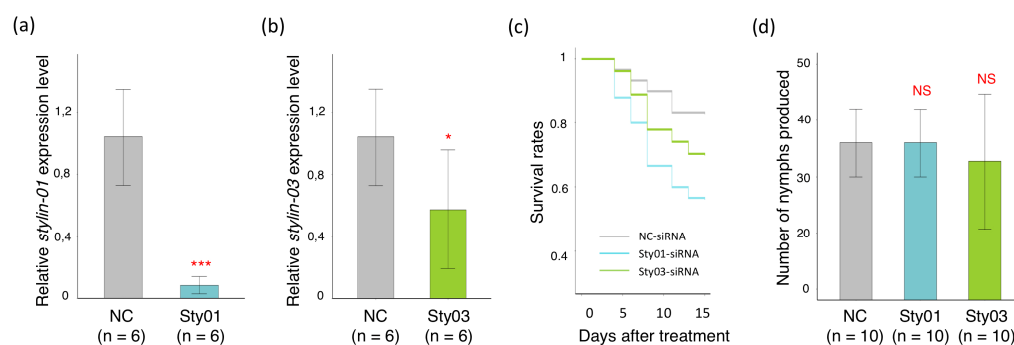 (a)
Relative stylin-01 expression level
1,2
0,8
0,4
0
***
NC
(n = 6)
Sty01
(n = 6)
(b)
Relative stylin-03 expression level
1,2
0,8
0,4
0
*
NC
(n = 6)
Sty03
(n = 6)
(c)
Survival rates
1
0.8
0.6
0.4
NC-siRNA
Sty01-siRNA
Sty03-siRNA
0
5
10
15
Days after treatment
(d)
Number of nymphs produced
50
40
30
20
10
0
NS
NS
NC
(n = 10)
Sty01
(n = 10)
Sty03
(n = 10)